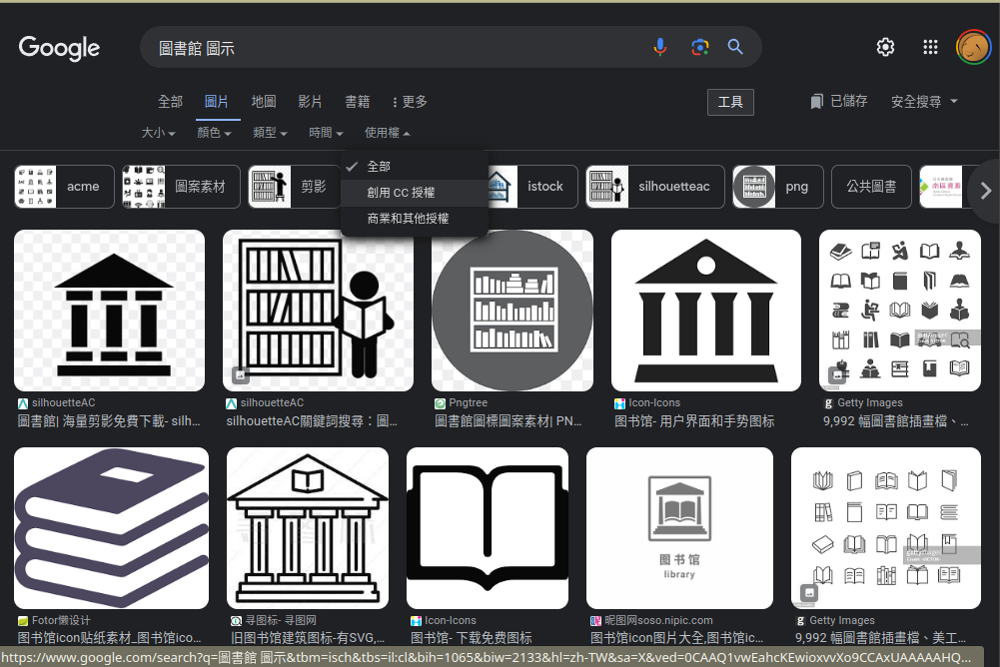 Google
圖書館 圖示
全部 圖片 地圖 影片 書籍 更多
工具
已儲存 安全搜尋
大小 顏色 類型 時間 使用權
全部
創用 CC 授權
商業和其他授權
acme 圖案素材 剪影 istock silhouetteac png 公共圖書
silhouetteAC
圖書館| 海量剪影免費下載- silh...
silhouetteAC
silhouetteAC關鍵詞搜尋：圖...
Pngtree
圖書館圖標圖案素材| PN...
Icon-Icons
图书馆- 用户界面和手势图标
Getty Images
9,992 幅圖書館插畫檔、...
图书馆
library
Fotor懒设计
图书馆icon贴纸素材_图书馆ico...
寻图标- 寻图网
旧图书馆建筑图标-有SVG,...
Icon-Icons
图书馆- 下载免费图标
昵图网soso.nipic.com
图书馆icon图片大全,图书馆Ic...
Getty Images
9,992 幅圖書館插畫、美工...
https://www.google.com/search?q=圖書館 圖示&tbm=isch&tbs=il:cl&bih=1065&biw=2133&hl=zh-TW&sa=X&ved=0CAAQ1vwEahcKEwioxvvXo9CCAxUAAAAAHQ...